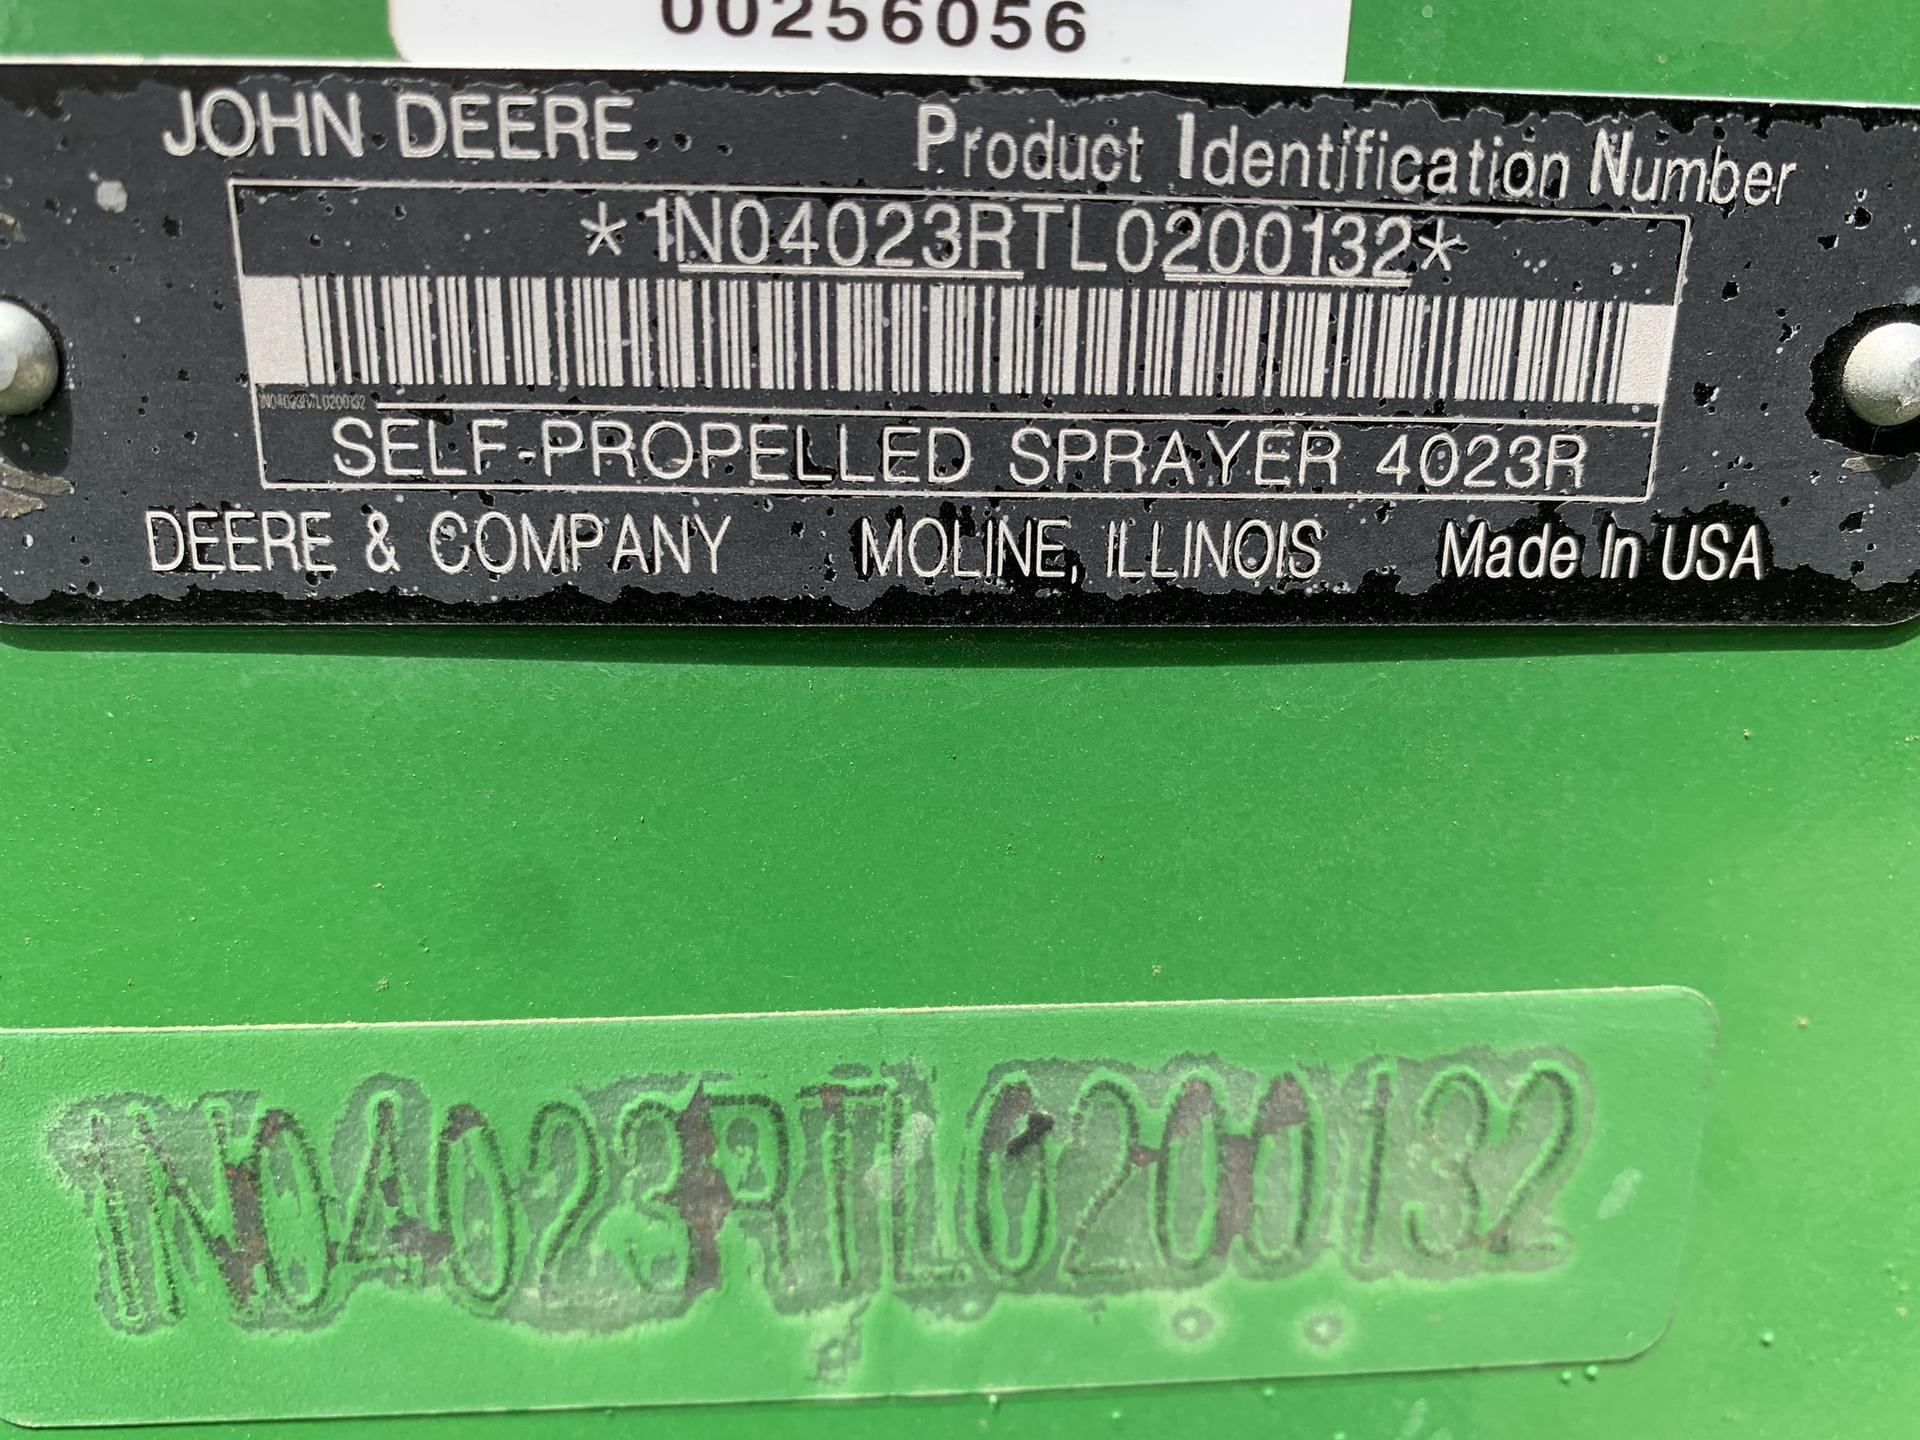 00256056
JOHN DEERE Product Identification Number
*1N04023RTL0200132*
1N04023RTL0200132
SELF-PROPELLED SPRAYER 4023R
DEERE & COMPANY MOLINE, ILLINOIS Made In USA
1N04023RTL0200132